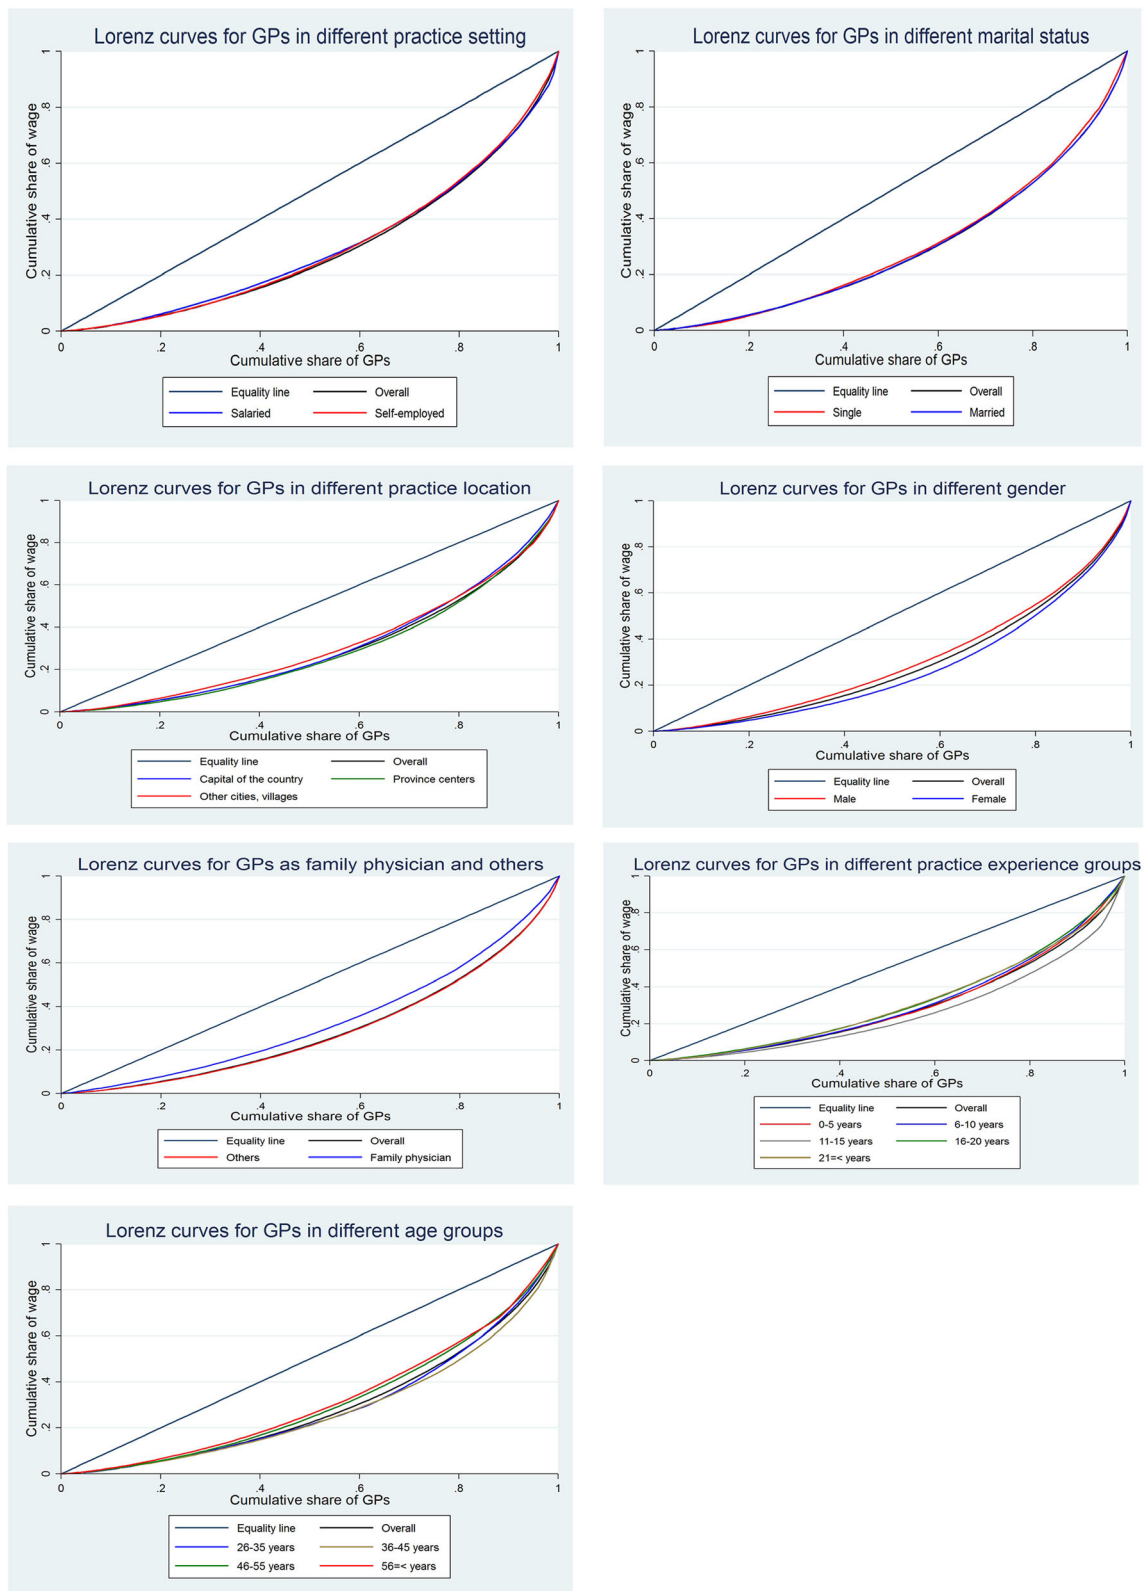 Lorenz curves for GPs in different practice setting
Cumulative share of wage
0 .2 .4 .6 .8 1
0 .2 .4 .6 .8 1
Cumulative share of GPs
Equality line Overall
Salaried Self-employed
Lorenz curves for GPs in different marital status
Cumulative share of wage
0 .2 .4 .6 .8 1
0 .2 .4 .6 .8 1
Cumulative share of GPs
Equality line Overall
Single Married
Lorenz curves for GPs in different practice location
Cumulative share of wage
0 .2 .4 .6 .8 1
0 .2 .4 .6 .8 1
Cumulative share of GPs
Equality line Overall
Capital of the country Province centers
Other cities, villages
Lorenz curves for GPs in different gender
Cumulative share of wage
0 .2 .4 .6 .8 1
0 .2 .4 .6 .8 1
Cumulative share of GPs
Equality line Overall
Male Female
Lorenz curves for GPs as family physician and others
Cumulative share of wage
0 .2 .4 .6 .8 1
0 .2 .4 .6 .8 1
Cumulative share of GPs
Equality line Overall
Others Family physician
Lorenz curves for GPs in different practice experience groups
Cumulative share of wage
0 .2 .4 .6 .8 1
0 .2 .4 .6 .8 1
Cumulative share of GPs
Equality line Overall
0-5 years 6-10 years
11-15 years 16-20 years
21=< years
Lorenz curves for GPs in different age groups
Cumulative share of wage
0 .2 .4 .6 .8 1
0 .2 .4 .6 .8 1
Cumulative share of GPs
Equality line Overall
26-35 years 36-45 years
46-55 years 56=< years